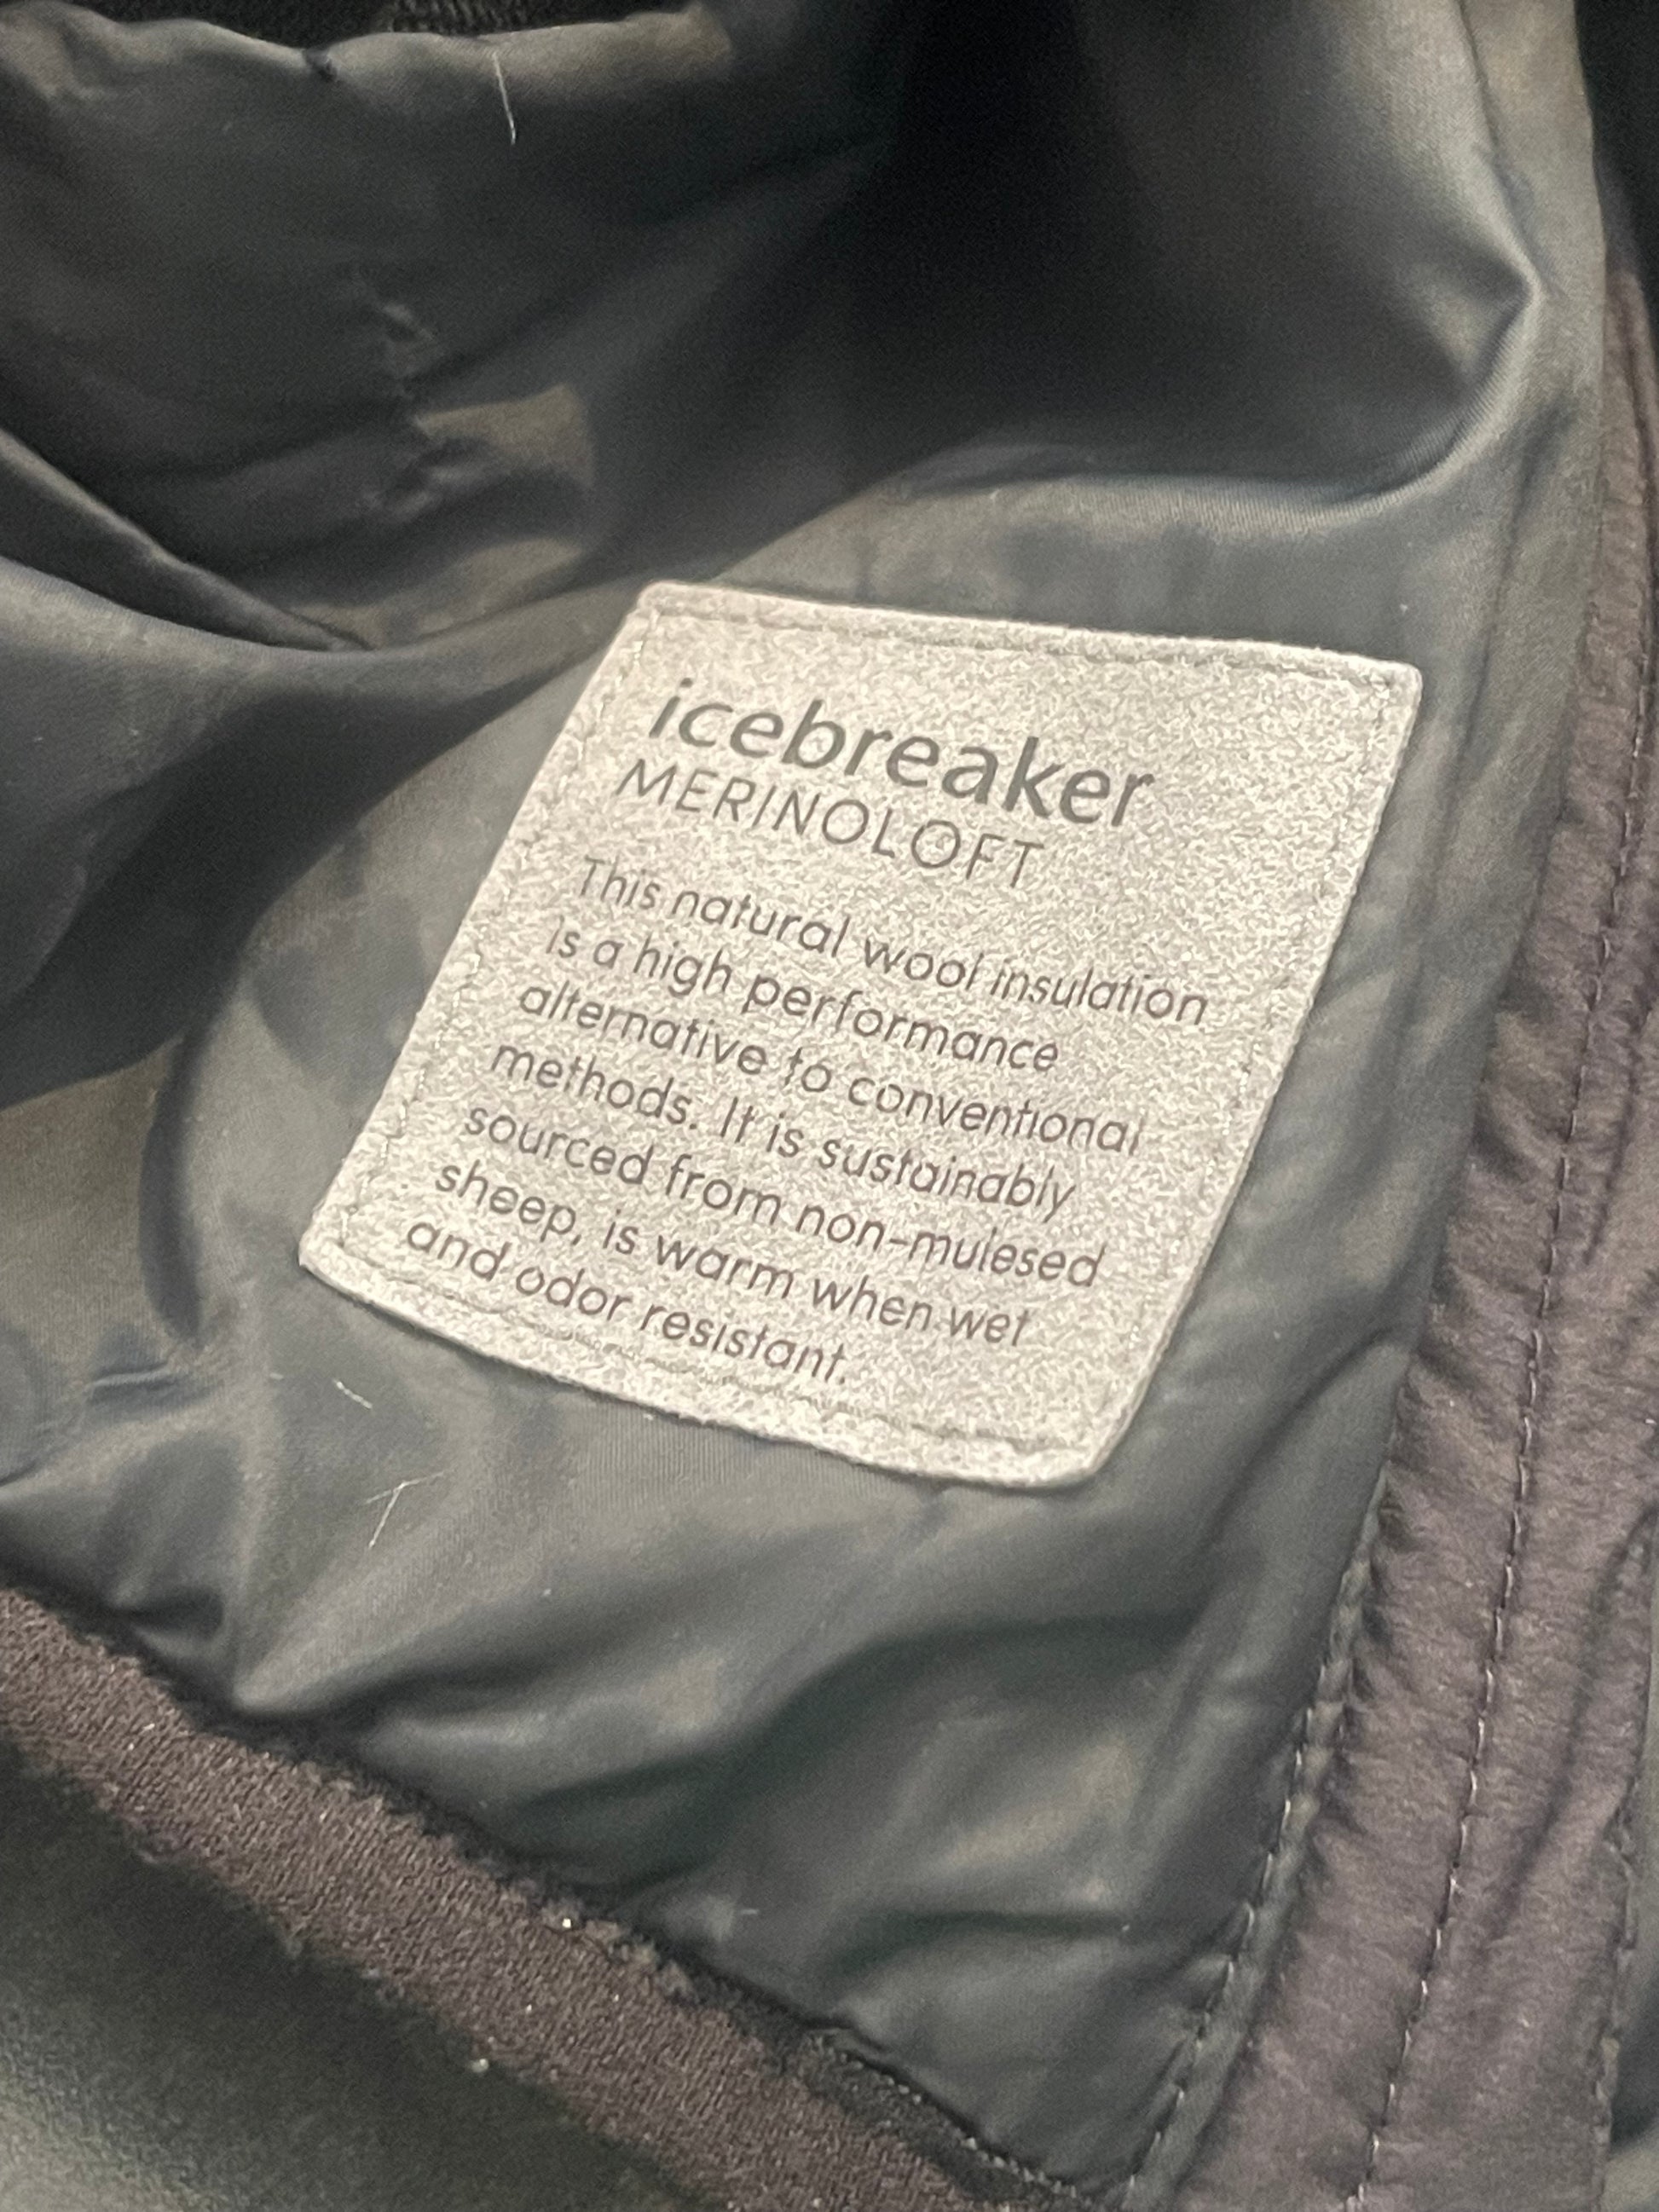 icebreaker
MERINOLOFT
This natural wool insulation
is a high performance
alternative to conventional
methods. It is sustainably
sourced from non-mulesed
sheep, is warm when wet
and odor resistant.